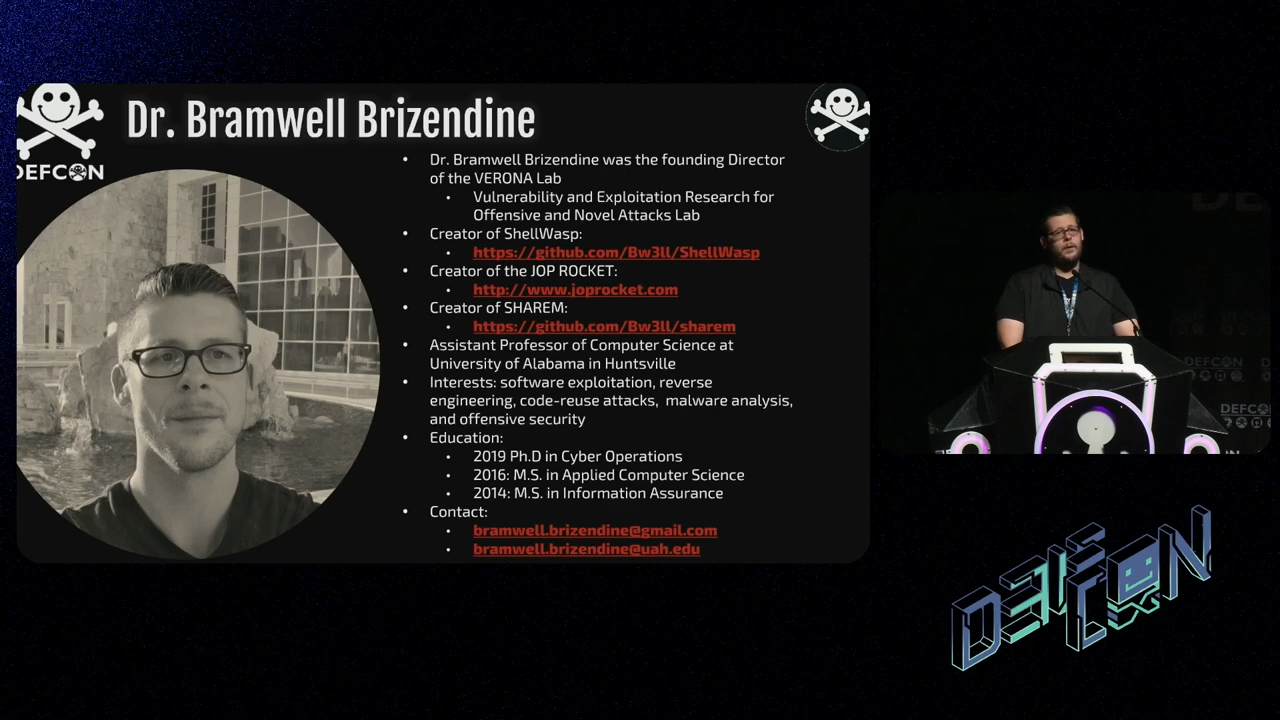 Dr. Bramwell Brizendine
DEFCON
• Dr. Bramwell Brizendine was the founding Director
of the VERONA Lab
• Vulnerability and Exploitation Research for
Offensive and Novel Attacks Lab
• Creator of ShellWasp:
• https://github.com/Bw3ll/ShellWasp
• Creator of the JOP ROCKET:
• http://www.joprocket.com
• Creator of SHAREM:
• https://github.com/Bw3ll/sharem
• Assistant Professor of Computer Science at
University of Alabama in Huntsville
• Interests: software exploitation, reverse
engineering, code-reuse attacks, malware analysis,
and offensive security
• Education:
• 2019 Ph.D in Cyber Operations
• 2016: M.S. in Applied Computer Science
• 2014: M.S. in Information Assurance
• Contact:
• bramwell.brizendine@gmail.com
• bramwell.brizendine@uah.edu
DEFCON
DEFCO
DEF CON